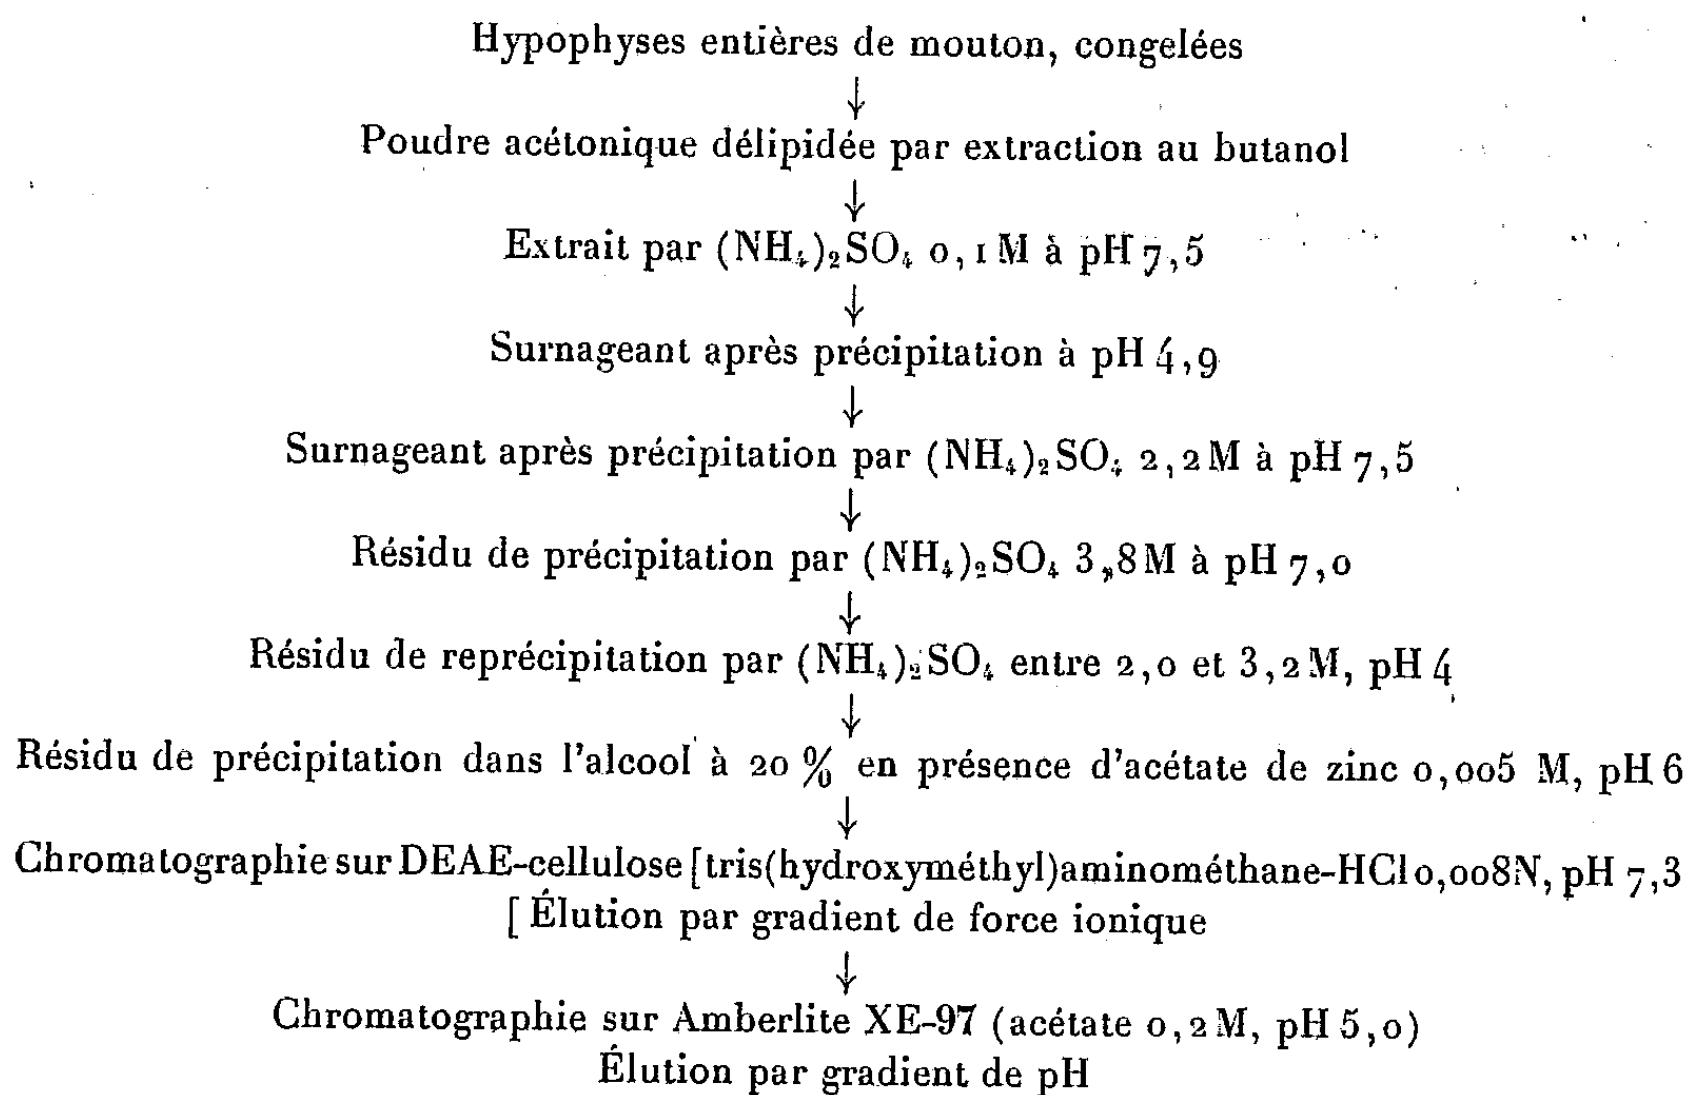 Hypophyses entières de mouton, congelées
↓
Poudre acétonique délipidée par extraction au butanol
↓
Extrait par (NH₄)₂SO₄ 0,1 M à pH 7,5
↓
Surnageant après précipitation à pH 4,9
↓
Surnageant après précipitation par (NH₄)₂SO₄ 2,2 M à pH 7,5
↓
Résidu de précipitation par (NH₄)₂SO₄ 3,8 M à pH 7,0
↓
Résidu de reprécipitation par (NH₄)₂SO₄ entre 2,0 et 3,2 M, pH 4
↓
Résidu de précipitation dans l'alcool à 20 % en présence d'acétate de zinc 0,005 M, pH 6
↓
Chromatographie sur DEAE-cellulose [tris(hydroxyméthyl)aminométhane-HCl 0,008N, pH 7,3
[ Élution par gradient de force ionique
↓
Chromatographie sur Amberlite XE-97 (acétate 0,2 M, pH 5,0)
Élution par gradient de pH